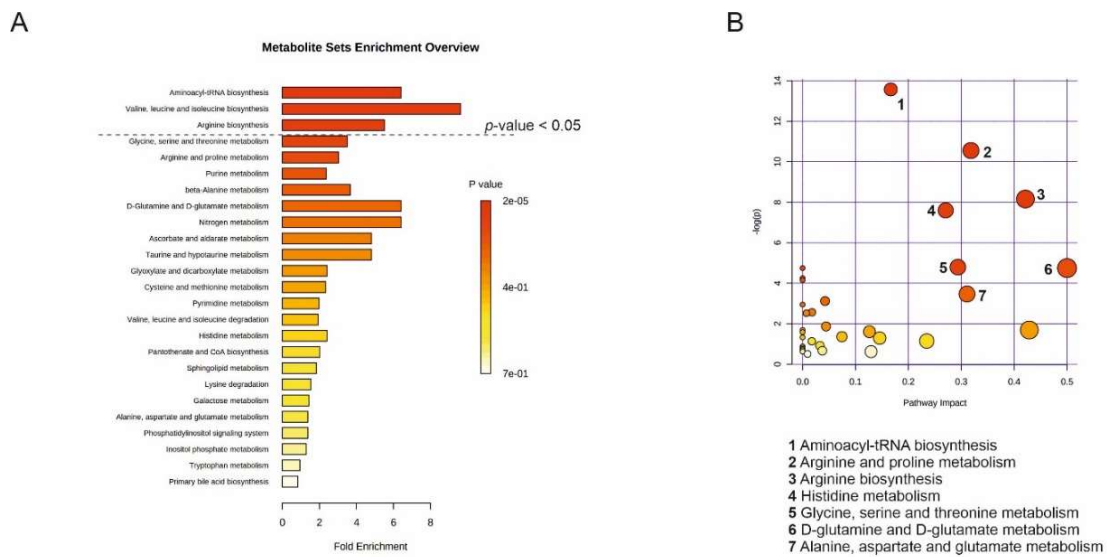 A
Metabolite Sets Enrichment Overview
Aminoacyl-tRNA biosynthesis
Valine, leucine and isoleucine biosynthesis
Arginine biosynthesis
p-value < 0.05
Glycine, serine and threonine metabolism
Arginine and proline metabolism
Purine metabolism
beta-Alanine metabolism
D-Glutamine and D-glutamate metabolism
Nitrogen metabolism
Ascorbate and aldarate metabolism
Taurine and hypotaurine metabolism
Glyoxylate and dicarboxylate metabolism
Cysteine and methionine metabolism
Pyrimidine metabolism
Valine, leucine and isoleucine degradation
Histidine metabolism
Pantothenate and CoA biosynthesis
Sphingolipid metabolism
Lysine degradation
Galactose metabolism
Alanine, aspartate and glutamate metabolism
Phosphatidylinositol signaling system
Inositol phosphate metabolism
Tryptophan metabolism
Primary bile acid biosynthesis
P value
2e-05
4e-01
7e-01
0 2 4 6 8
Fold Enrichment
B
-log(p)
14
12
10
8
6
4
2
0
1
2
3
4
5
6
7
0.0 0.1 0.2 0.3 0.4 0.5
Pathway Impact
1 Aminoacyl-tRNA biosynthesis
2 Arginine and proline metabolism
3 Arginine biosynthesis
4 Histidine metabolism
5 Glycine, serine and threonine metabolism
6 D-glutamine and D-glutamate metabolism
7 Alanine, aspartate and glutamate metabolism